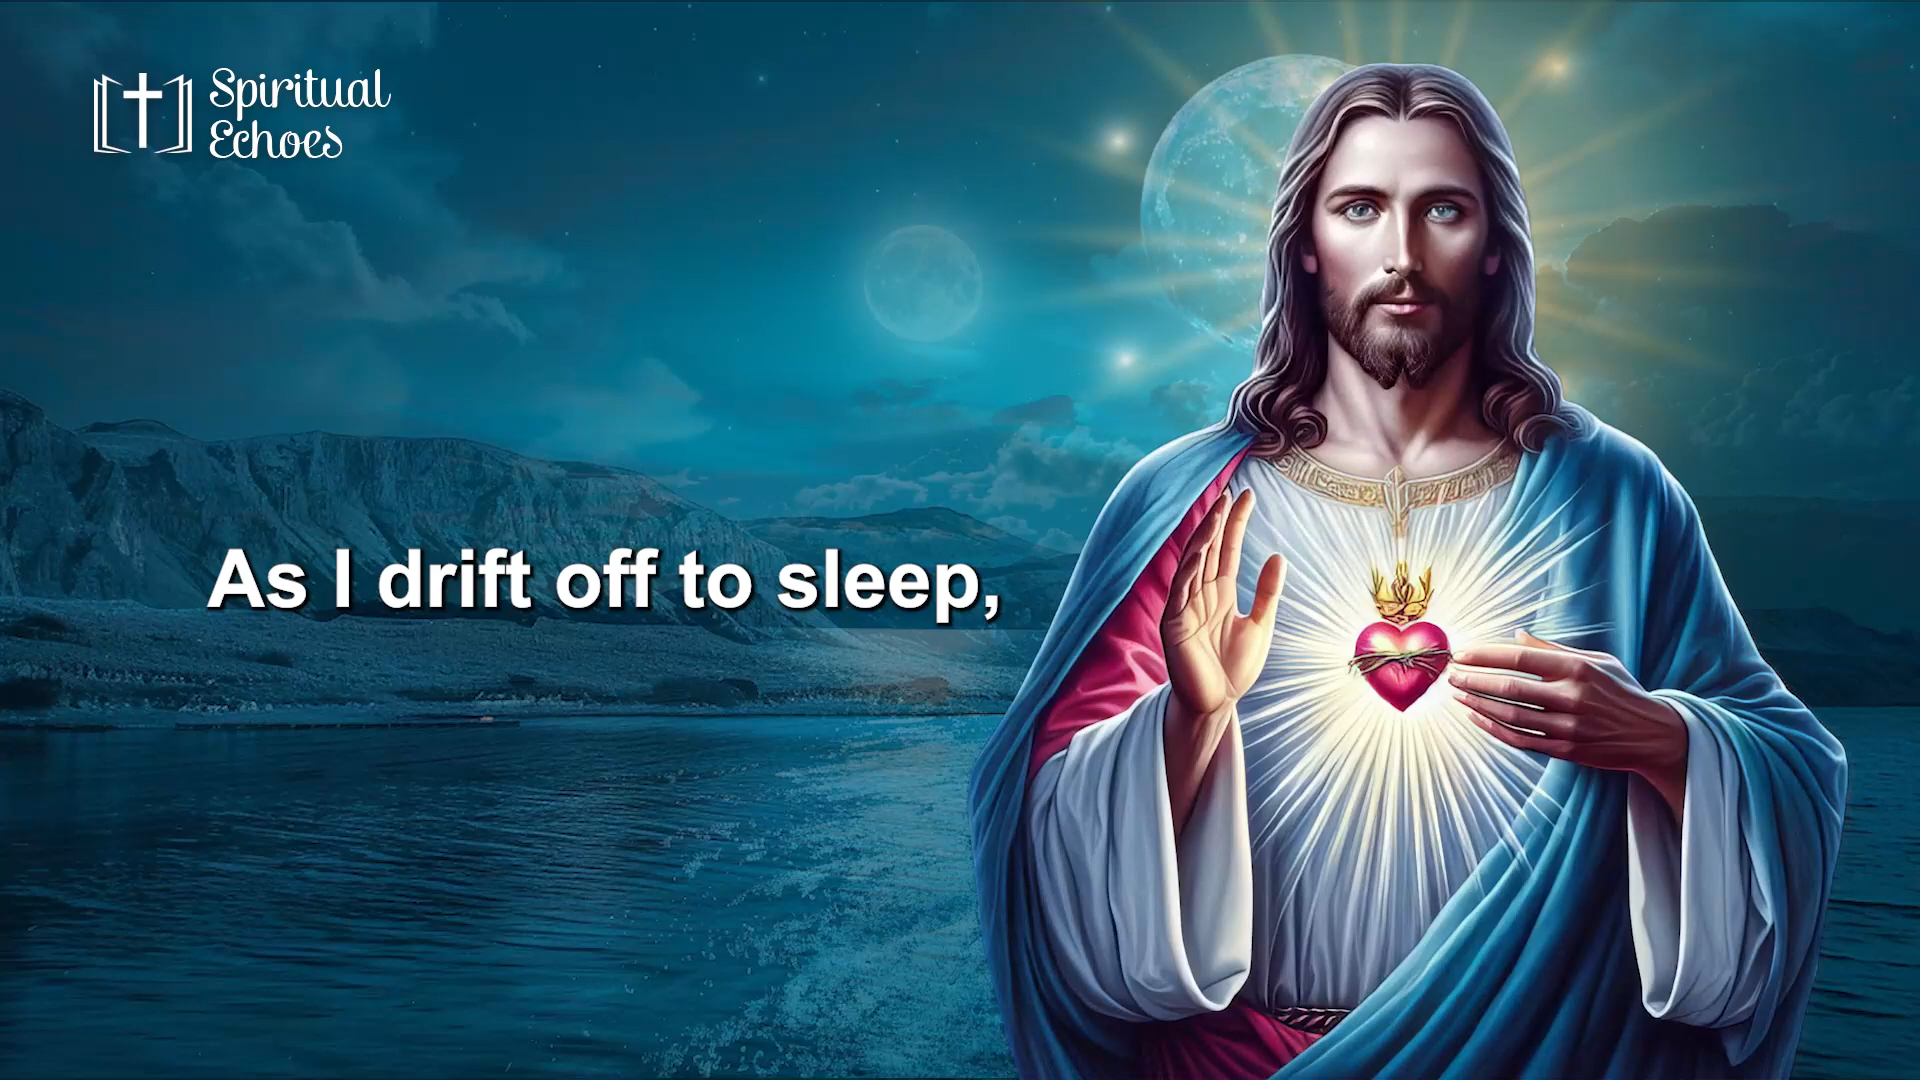 Spiritual
Echoes
As I drift off to sleep,